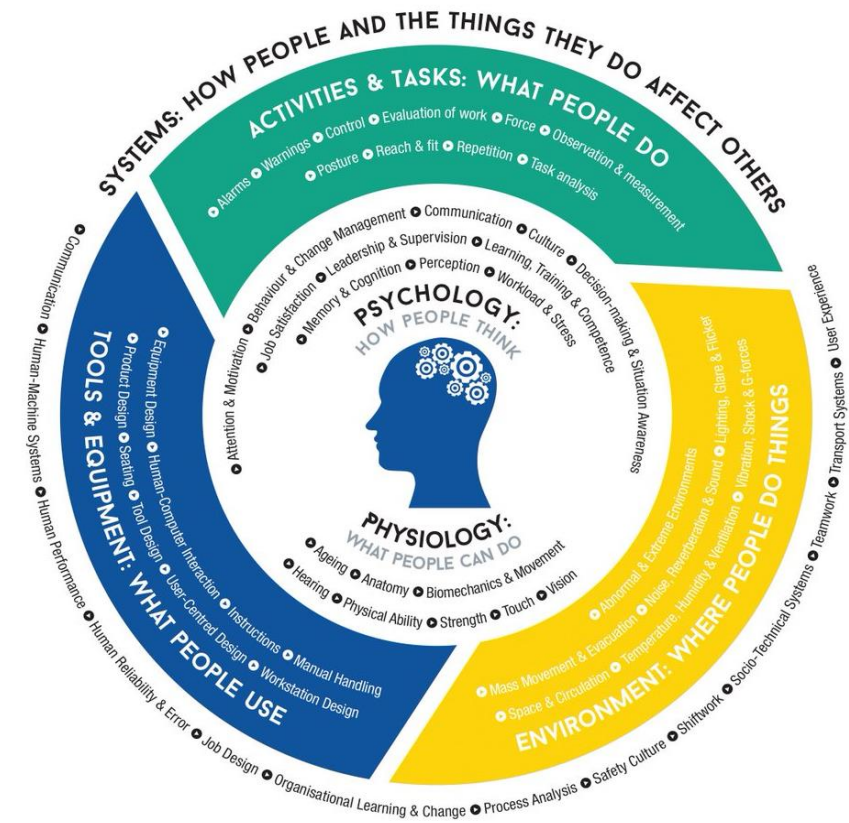 SYSTEMS: HOW PEOPLE AND THE THINGS THEY DO AFFECT OTHERS
ACTIVITIES & TASKS: WHAT PEOPLE DO
Alarms Warnings Control Evaluation of work Force Observation & measurement
Posture Reach & fit Repetition Task analysis
Attention & Motivation Behaviour & Change Management Communication Culture Decision-making & Situation Awareness
Job Satisfaction Leadership & Supervision Learning, Training & Competence
Memory & Cognition Perception Workload & Stress
PSYCHOLOGY:
HOW PEOPLE THINK
PHYSIOLOGY:
WHAT PEOPLE CAN DO
Ageing Anatomy Biomechanics & Movement
Hearing Physical Ability Strength Touch Vision
Equipment Design Human-Computer Interaction Instructions Manual Handling
Product Design Seating Tool Design User-Centred Design Workstation Design
TOOLS & EQUIPMENT: WHAT PEOPLE USE
Abnormal & Extreme Environments
Mass Movement & Evacuation Noise, Reverberation & Sound Lighting, Glare & Flicker
Space & Circulation Temperature, Humidity & Ventilation Vibration, Shock & G-forces
ENVIRONMENT: WHERE PEOPLE DO THINGS
Communication Human-Machine Systems Human Performance Human Reliability & Error Job Design Organisational Learning & Change Process Analysis Safety Culture Shiftwork Socio-Technical Systems Teamwork Transport Systems User Experience